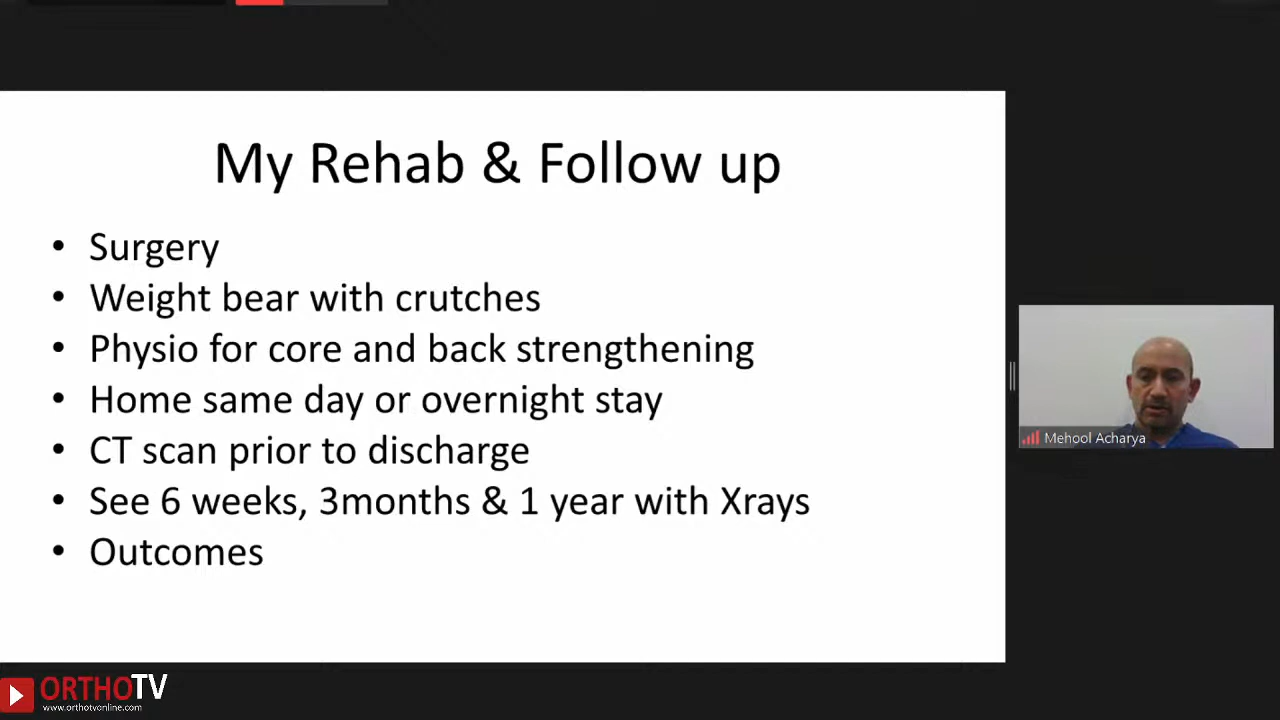 My Rehab & Follow up
• Surgery
• Weight bear with crutches
• Physio for core and back strengthening
• Home same day or overnight stay
• CT scan prior to discharge
• See 6 weeks, 3months & 1 year with Xrays
• Outcomes
Mehool Acharya
ORTHOTV
www.orthotvonline.com